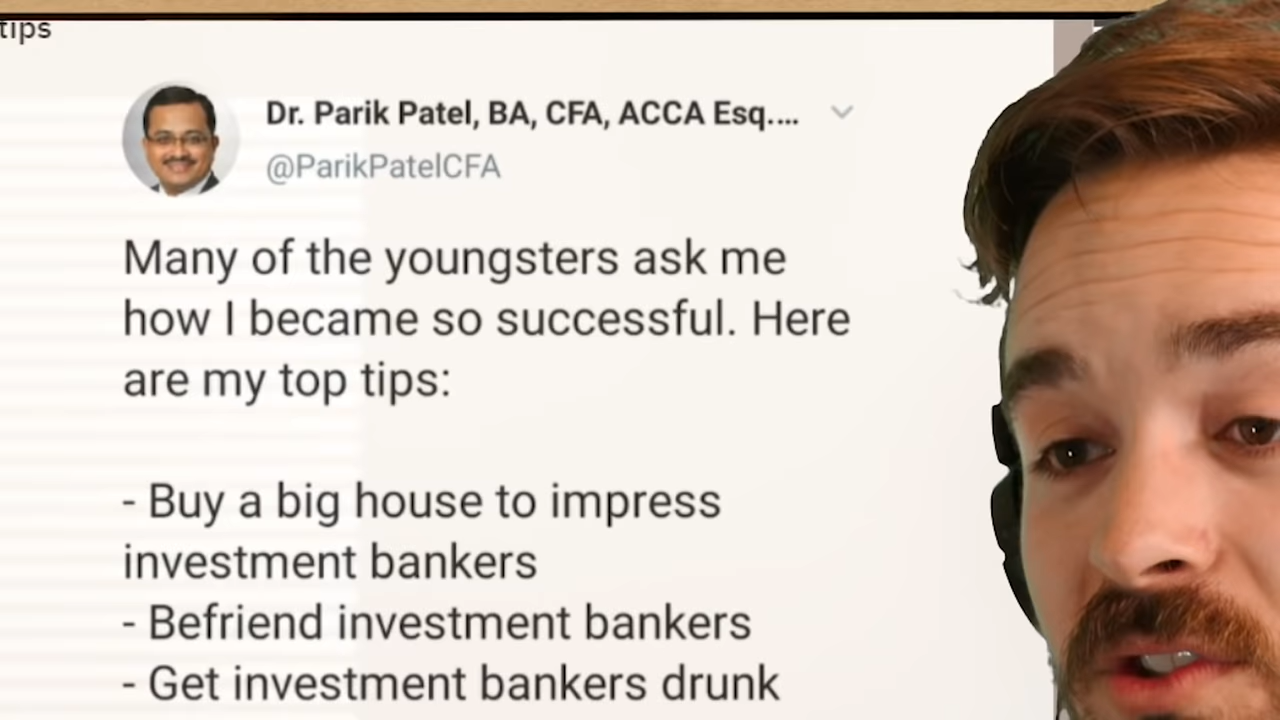 tips
Dr. Parik Patel, BA, CFA, ACCA Esq....
@ParikPatelCFA
Many of the youngsters ask me
how I became so successful. Here
are my top tips:
- Buy a big house to impress
investment bankers
- Befriend investment bankers
- Get investment bankers drunk